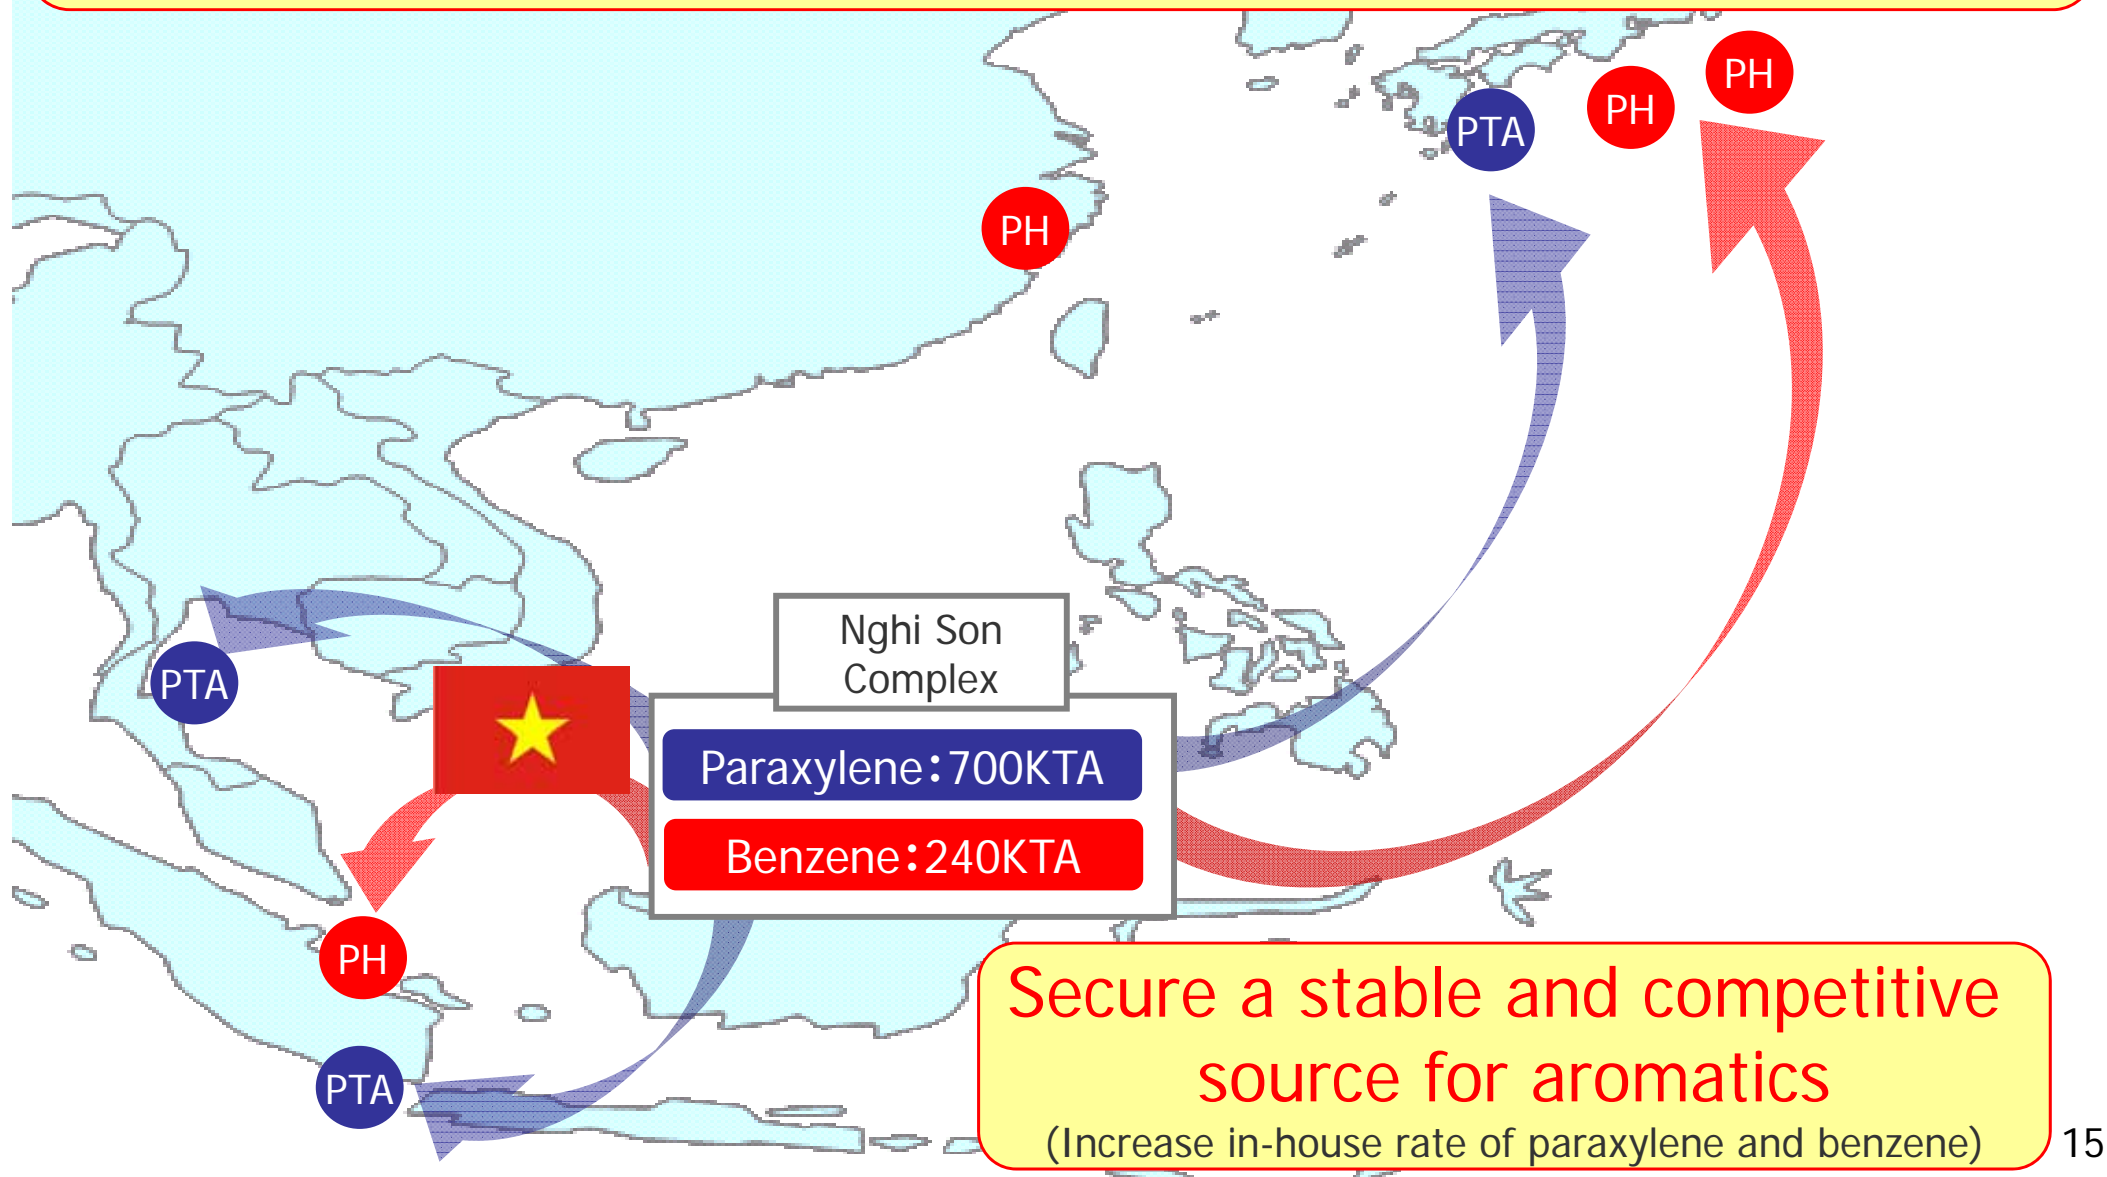 PH
PH
PTA
PH
Nghi Son
Complex
PTA
Paraxylene：700KTA
Benzene：240KTA
PH
PTA
Secure a stable and competitive
source for aromatics
(Increase in-house rate of paraxylene and benzene)
15